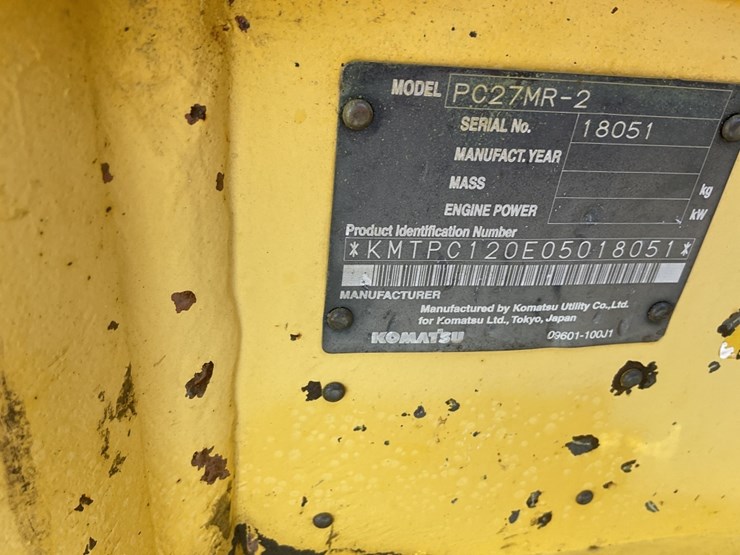 MODEL PC27MR-2
SERIAL No. 18051
MANUFACT. YEAR
MASS kg
ENGINE POWER kW
Product Identification Number
*KMTPC120E05018051*
MANUFACTURER
Manufactured by Komatsu Utility Co.,Ltd.
for Komatsu Ltd., Tokyo, Japan
KOMATSU 09601-100J1